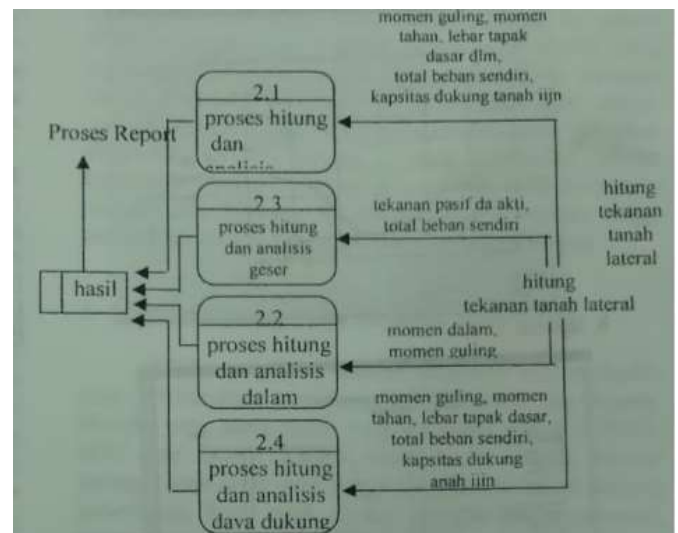 momen guling, momen
tahan, lebar tapak
dasar dlm,
total beban sendiri,
kapsitas dukung tanah iijn
2.1
proses hitung
dan
analisis
Proses Report
2.3
proses hitung
dan analisis
geser
tekanan pasif da akti,
total beban sendiri
hitung
tekanan
tanah
lateral
hasil
hitung
tekanan tanah lateral
2.2
proses hitung
dan analisis
dalam
momen dalam,
momen guling
momen guling, momen
tahan, lebar tapak dasar,
total beban sendiri,
kapsitas dukung
anah iijn
2.4
proses hitung
dan analisis
daya dukung